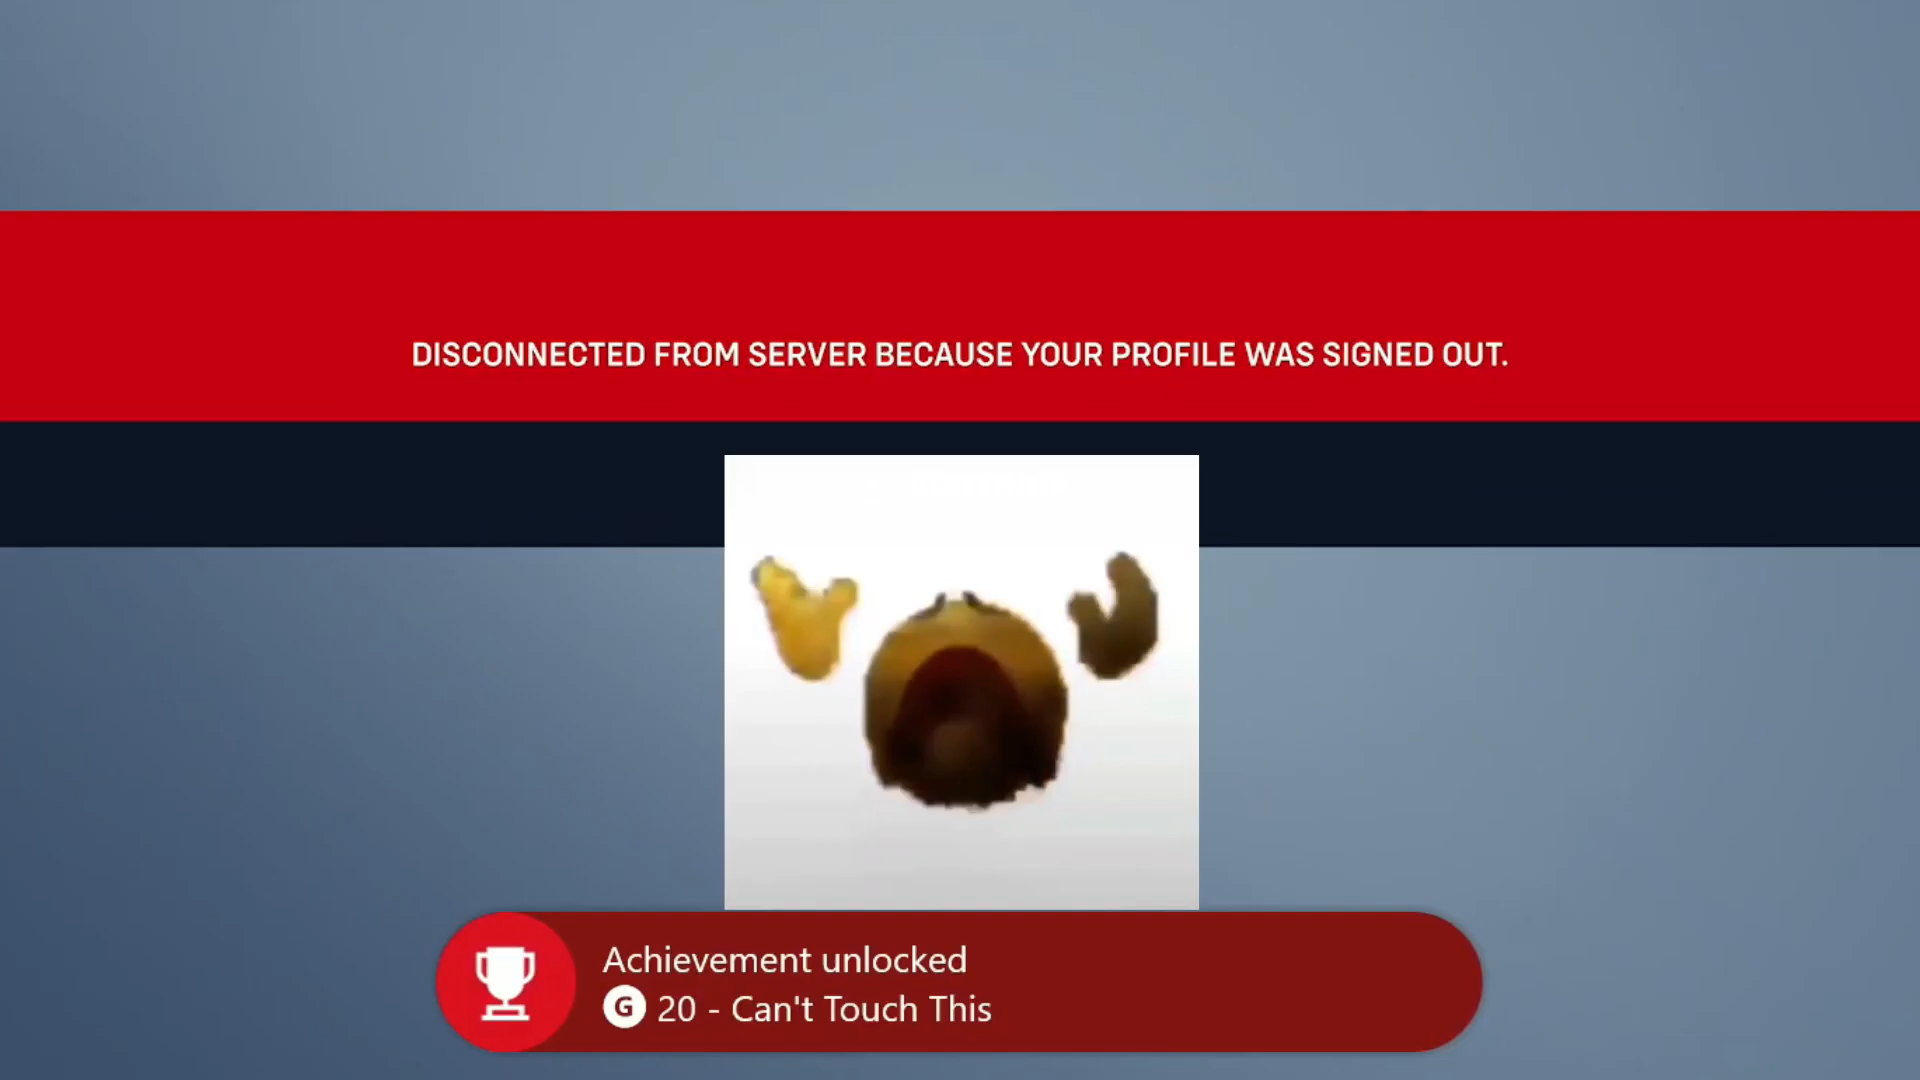 DISCONNECTED FROM SERVER BECAUSE YOUR PROFILE WAS SIGNED OUT.
Achievement unlocked
G 20 - Can't Touch This